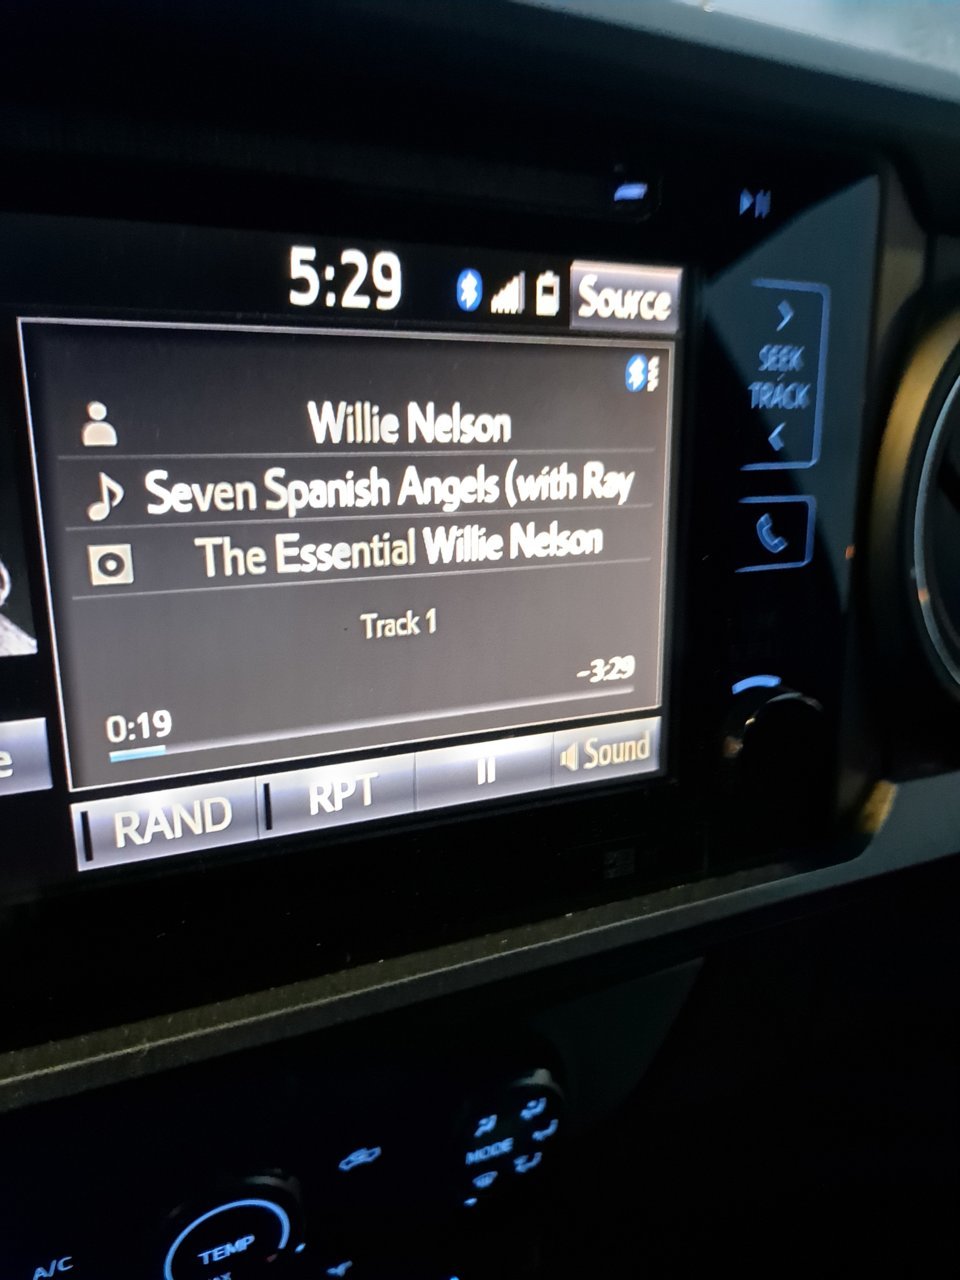 5:29
Source
Willie Nelson
Seven Spanish Angels (with Ray
The Essential Willie Nelson
Track 1
-3:29
0:19
e
RAND
RPT
Sound
SEEK
TRACK
MODE
TEMP
A/C